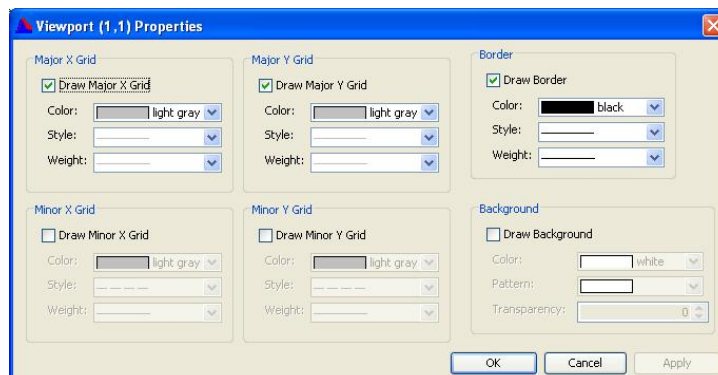 Viewport (1,1) Properties
Major X Grid
Draw Major X Grid
Color: light gray
Style:
Weight:
Major Y Grid
Draw Major Y Grid
Color: light gray
Style:
Weight:
Border
Draw Border
Color: black
Style:
Weight:
Minor X Grid
Draw Minor X Grid
Color: light gray
Style:
Weight:
Minor Y Grid
Draw Minor Y Grid
Color: light gray
Style:
Weight:
Background
Draw Background
Color: white
Pattern:
Transparency: 0
OK Cancel Apply